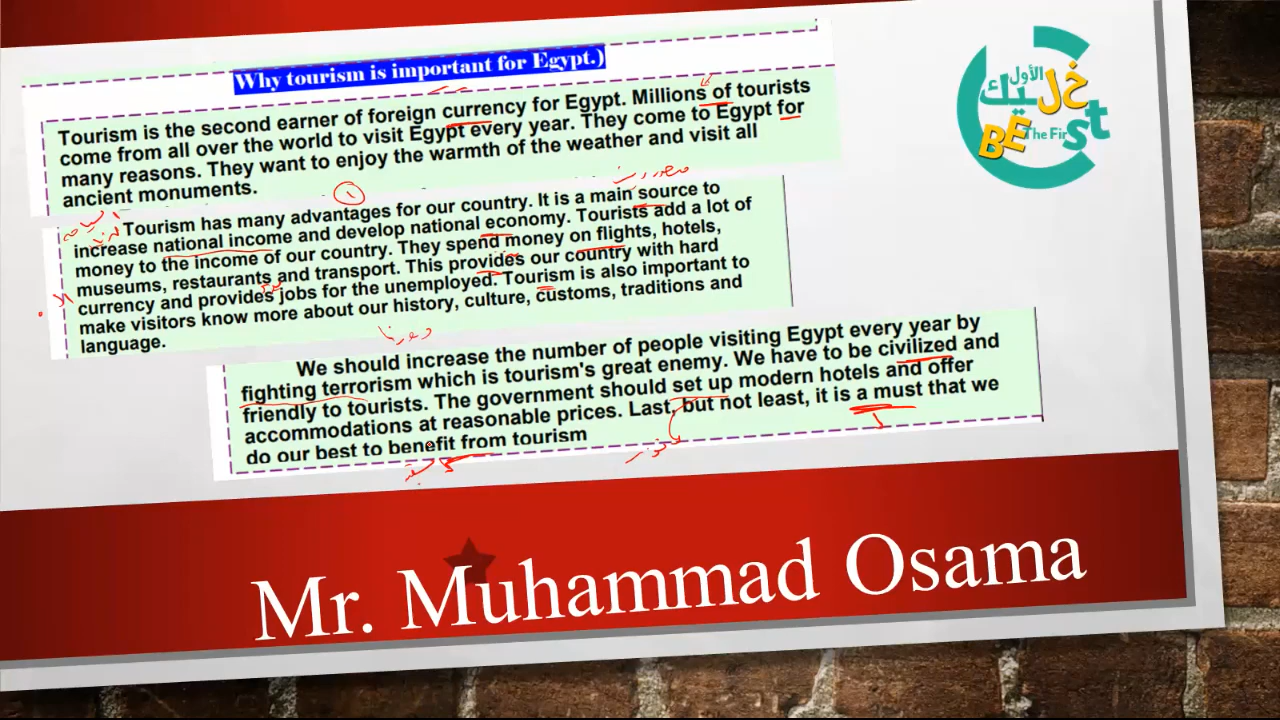 Why tourism is important for Egypt.)
Tourism is the second earner of foreign currency for Egypt. Millions of tourists
come from all over the world to visit Egypt every year. They come to Egypt for
many reasons. They want to enjoy the warmth of the weather and visit all
ancient monuments.
Tourism has many advantages for our country. It is a main source to
increase national income and develop national economy. Tourists add a lot of
money to the income of our country. They spend money on flights, hotels,
museums, restaurants and transport. This provides our country with hard
currency and provides jobs for the unemployed. Tourism is also important to
make visitors know more about our history, culture, customs, traditions and
language.
We should increase the number of people visiting Egypt every year by
fighting terrorism which is tourism's great enemy. We have to be civilized and
friendly to tourists. The government should set up modern hotels and offer
accommodations at reasonable prices. Last, but not least, it is a must that we
do our best to benefit from tourism
خليك الأول
BE The First
Mr. Muhammad Osama